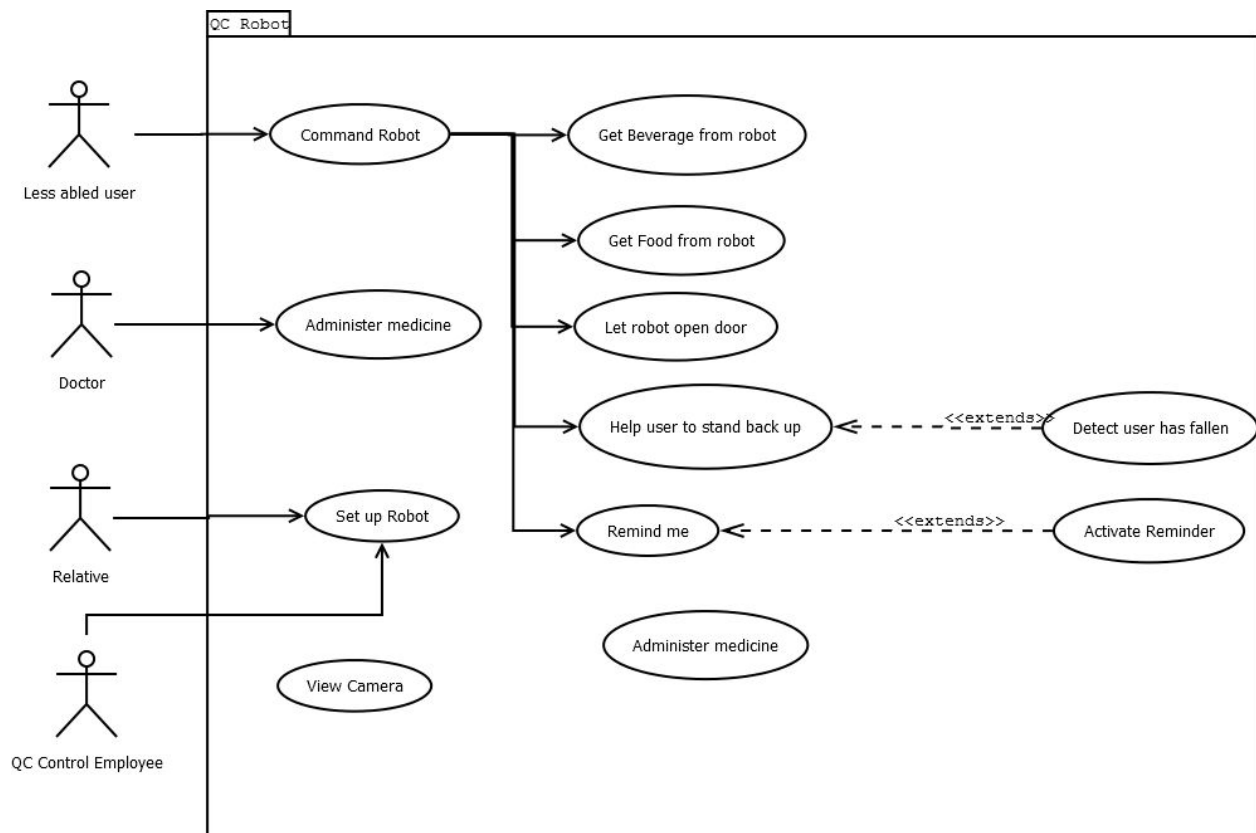 QC Robot
Less abled user
Command Robot
Get Beverage from robot
Get Food from robot
Doctor
Administer medicine
Let robot open door
Help user to stand back up
<<extends>>
Detect user has fallen
Relative
Set up Robot
Remind me
<<extends>>
Activate Reminder
Administer medicine
View Camera
QC Control Employee